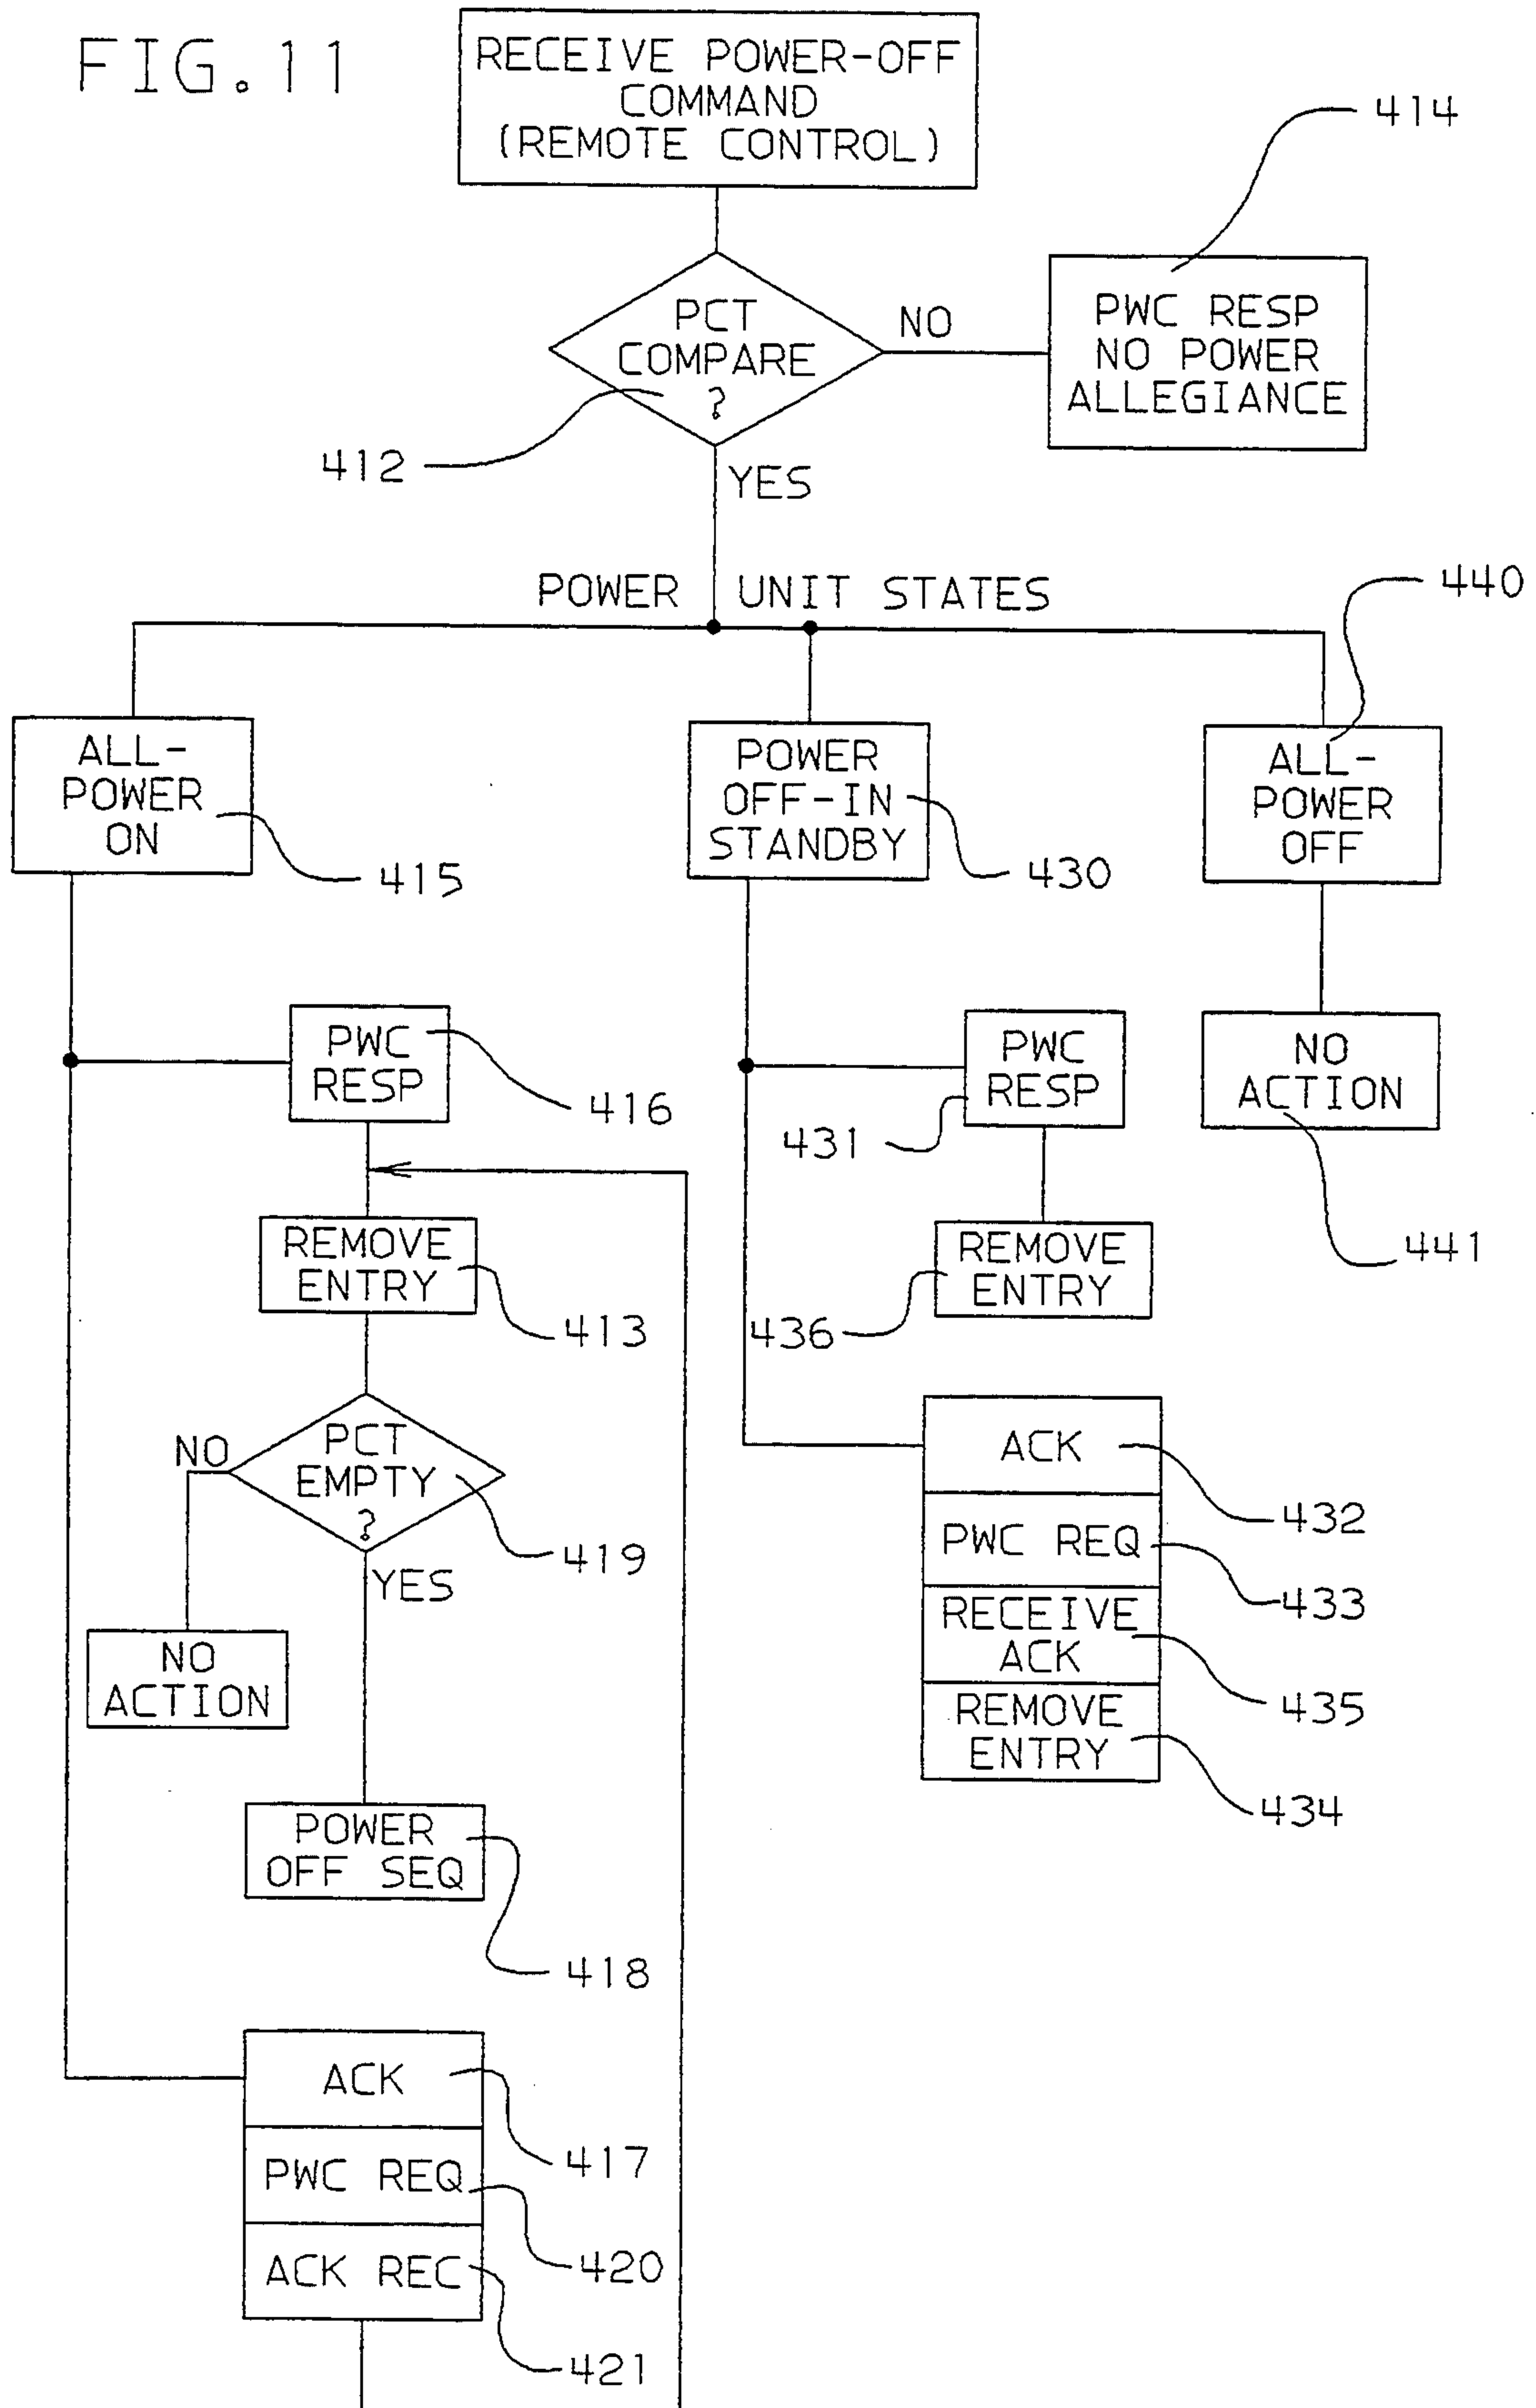 FIG. 11
RECEIVE POWER-OFF
COMMAND
(REMOTE CONTROL)
414
PCT
COMPARE
?
NO
PWC RESP
NO POWER
ALLEGIANCE
412
YES
POWER UNIT STATES
440
ALL-
POWER
ON
415
POWER
OFF-IN
STANDBY
430
ALL-
POWER
OFF
PWC
RESP
416
PWC
RESP
431
NO
ACTION
441
REMOVE
ENTRY
413
REMOVE
ENTRY
436
NO
PCT
EMPTY
?
419
YES
ACK
432
PWC REQ
433
RECEIVE
ACK
435
REMOVE
ENTRY
434
NO
ACTION
POWER
OFF SEQ
418
ACK
417
PWC REQ
420
ACK REC
421